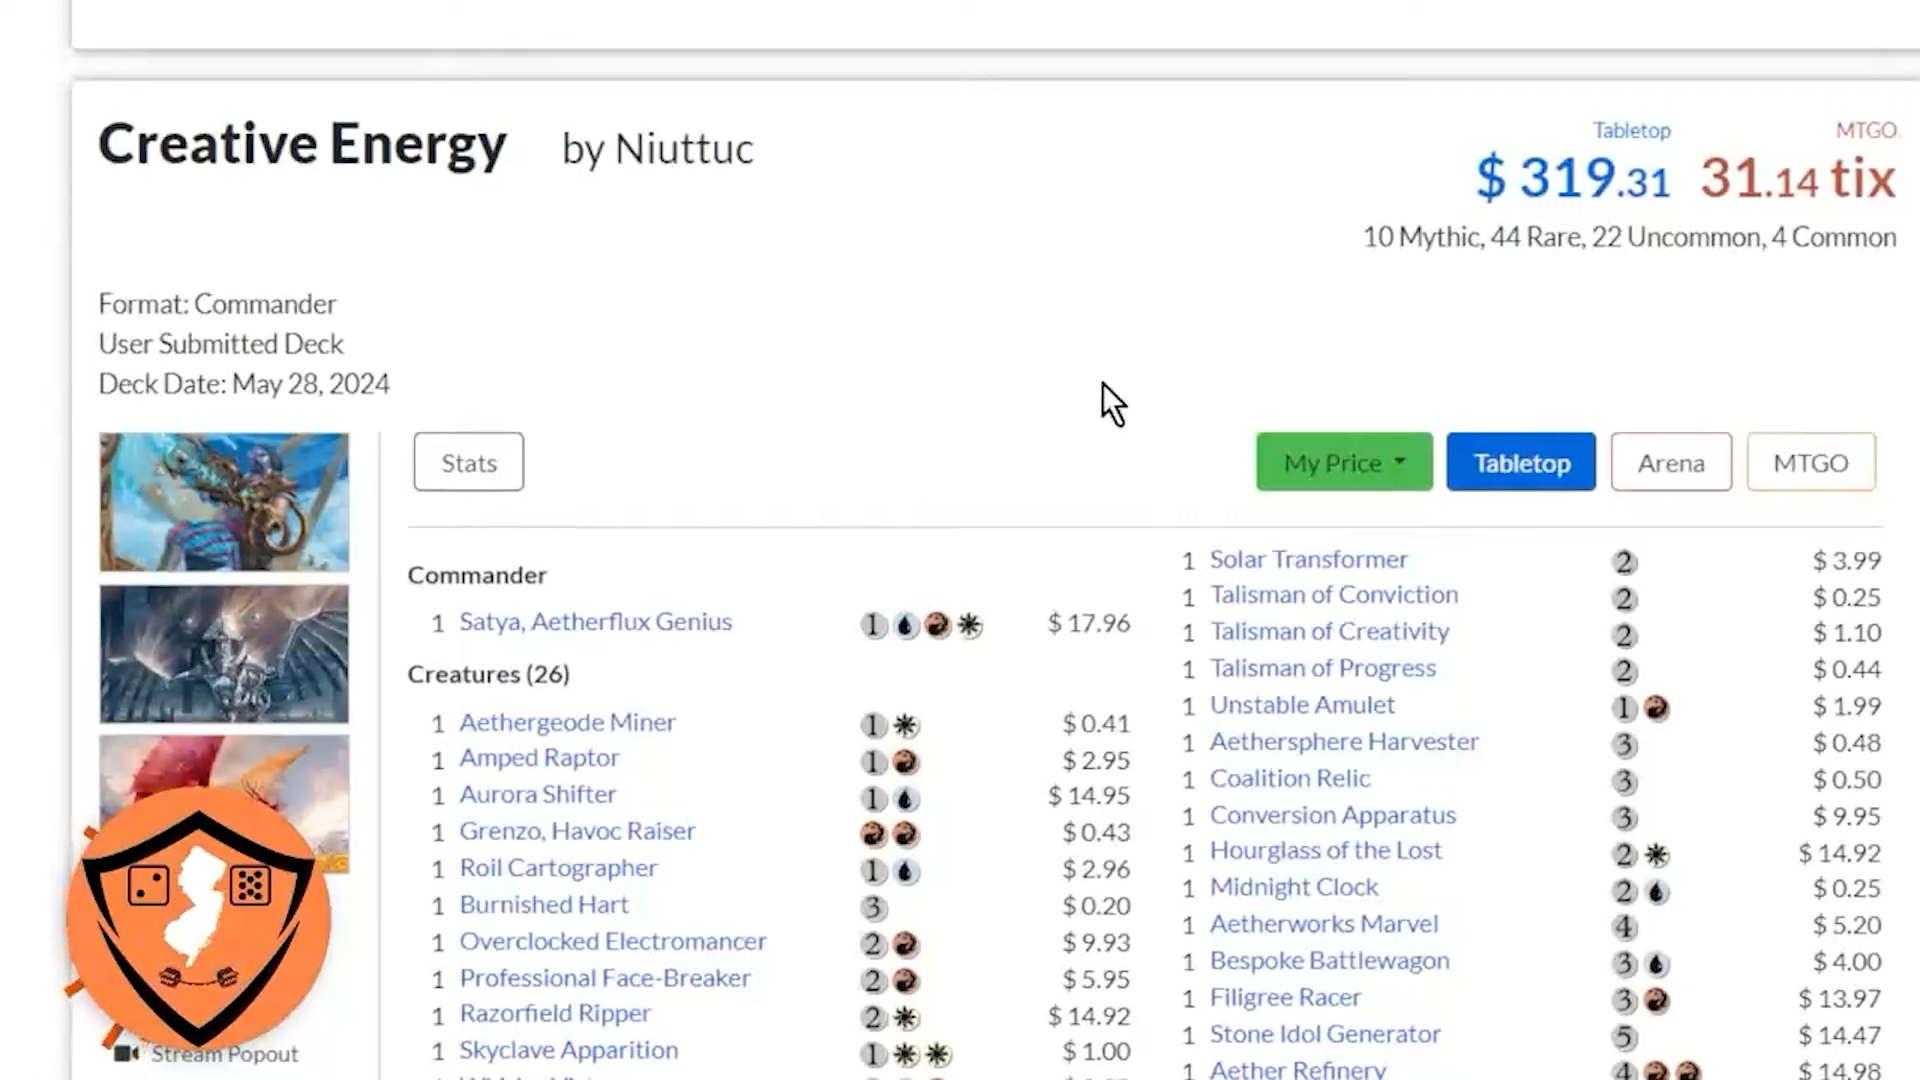 Creative Energy by Niuttuc
Tabletop MTGO
$ 319.31 31.14 tix
10 Mythic, 44 Rare, 22 Uncommon, 4 Common
Format: Commander
User Submitted Deck
Deck Date: May 28, 2024
Stats
My Price Tabletop Arena MTGO
Commander
1 Satya, Aetherflux Genius 1 $ 17.96
Creatures (26)
1 Aethergeode Miner 1 $ 0.41
1 Amped Raptor 1 $ 2.95
1 Aurora Shifter 1 $ 14.95
1 Grenzo, Havoc Raiser $ 0.43
1 Roil Cartographer 1 $ 2.96
1 Burnished Hart 3 $ 0.20
1 Overclocked Electromancer 2 $ 9.93
1 Professional Face-Breaker 2 $ 5.95
1 Razorfield Ripper 2 $ 14.92
1 Skyclave Apparition 1 $ 1.00
1 Solar Transformer 2 $ 3.99
1 Talisman of Conviction 2 $ 0.25
1 Talisman of Creativity 2 $ 1.10
1 Talisman of Progress 2 $ 0.44
1 Unstable Amulet 1 $ 1.99
1 Aethersphere Harvester 3 $ 0.48
1 Coalition Relic 3 $ 0.50
1 Conversion Apparatus 3 $ 9.95
1 Hourglass of the Lost 2 $ 14.92
1 Midnight Clock 2 $ 0.25
1 Aetherworks Marvel 4 $ 5.20
1 Bespoke Battlewagon 3 $ 4.00
1 Filigree Racer 3 $ 13.97
1 Stone Idol Generator 5 $ 14.47
1 Aether Refinery 4 $ 14.98
Stream Popout